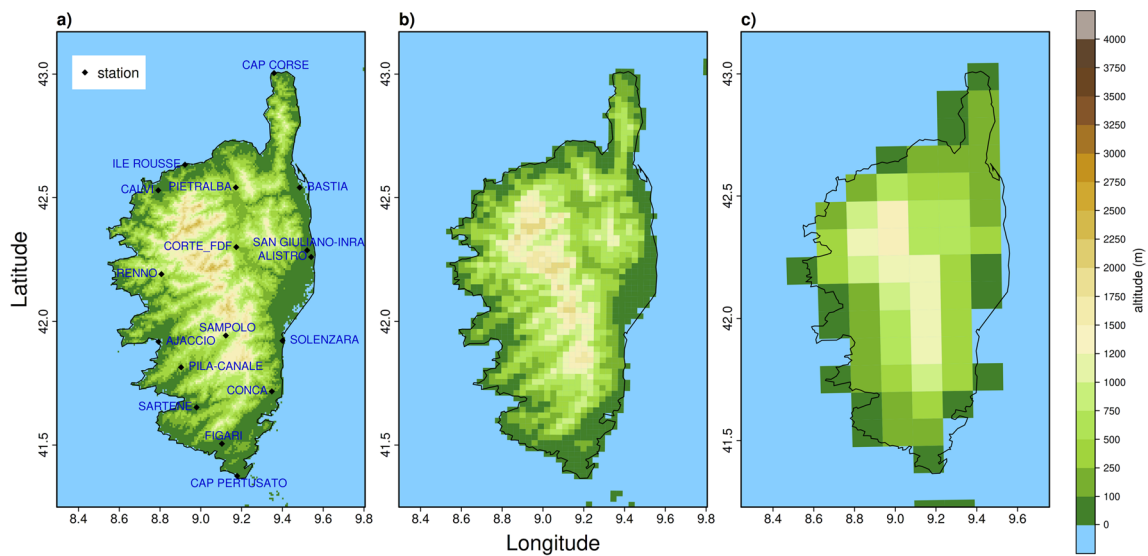 a)
b)
c)
station
CAP CORSE
ILE ROUSSE
CALVI
PIETRALBA
BASTIA
CORTE_FDF
SAN GIULIANO-INRA
ALISTRO
RENNO
SAMPOLO
AJACCIO
SOLENZARA
PILA-CANALE
CONCA
SARTENE
FIGARI
CAP PERTUSATO
Latitude
43.0
42.5
42.0
41.5
8.4 8.6 8.8 9.0 9.2 9.4 9.6 9.8
43.0
42.5
42.0
41.5
8.4 8.6 8.8 9.0 9.2 9.4 9.6 9.8
43.0
42.5
42.0
41.5
8.4 8.6 8.8 9.0 9.2 9.4 9.6
Longitude
4000
3750
3500
3250
3000
2750
2500
2250
2000
1750
1500
1200
1000
750
500
250
100
0
altitude (m)